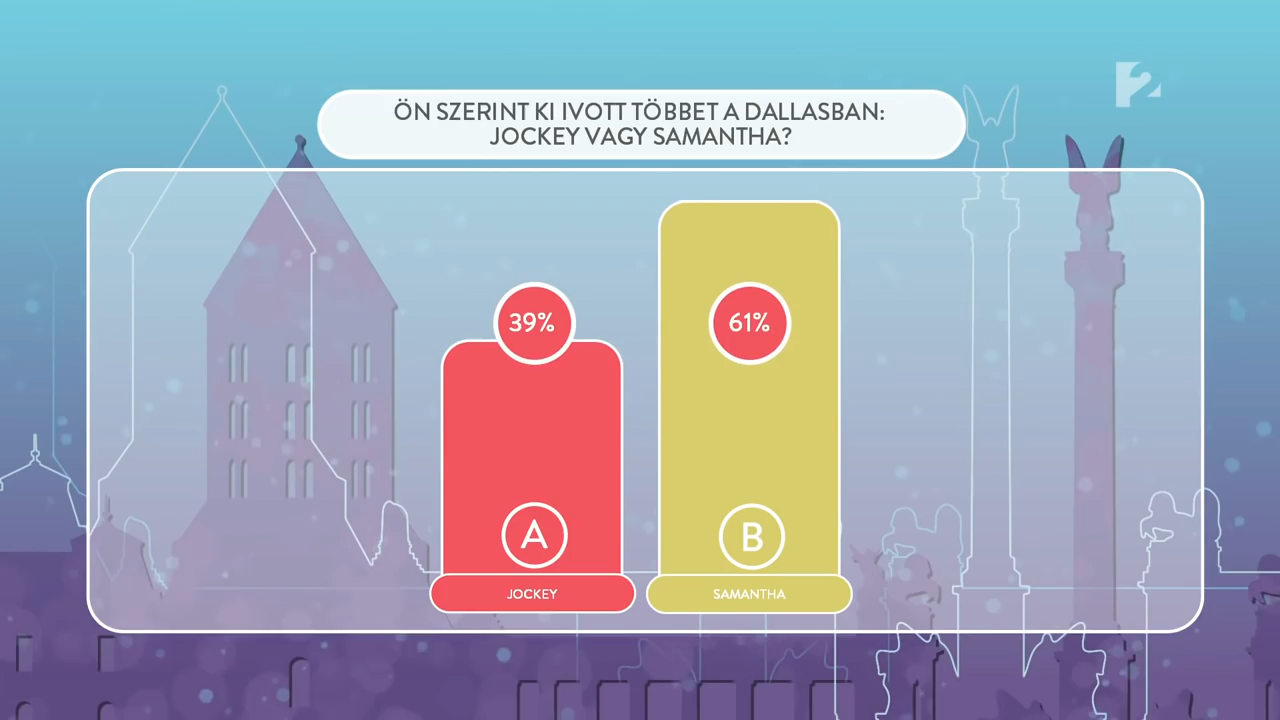 2
ÖN SZERINT KI IVOTT TÖBBET A DALLASBAN:
JOCKEY VAGY SAMANTHA?
39%
61%
A
B
JOCKEY
SAMANTHA